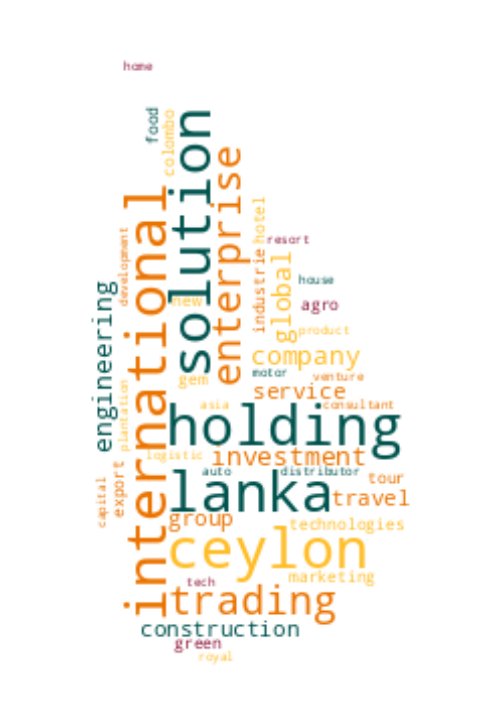 home
food
colombo
solution
enterprise
international
development
hotel
resort
industrie
global
house
engineering
new
agro
product
company
motor
gem
venture
plantation
service
asia
consultant
holding
logistic
investment
capital
export
auto
distributor
tour
lanka
travel
group
technologies
ceylon
marketing
tech
trading
construction
green
royal